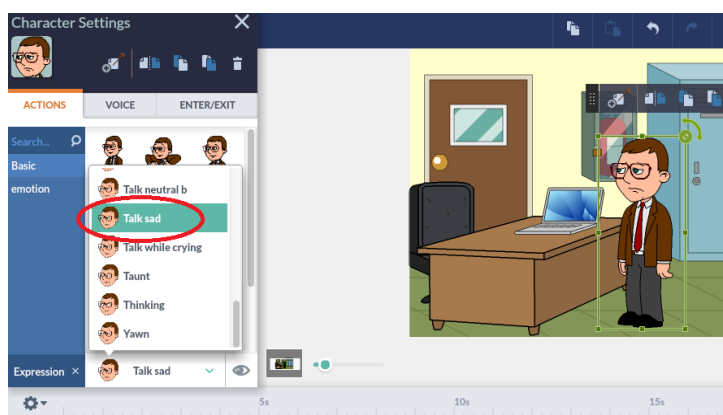 Character Settings
ACTIONS
VOICE
ENTER/EXIT
Search...
Basic
emotion
Talk neutral b
Talk sad
Talk while crying
Taunt
Thinking
Yawn
Expression ×
Talk sad
5s
10s
15s